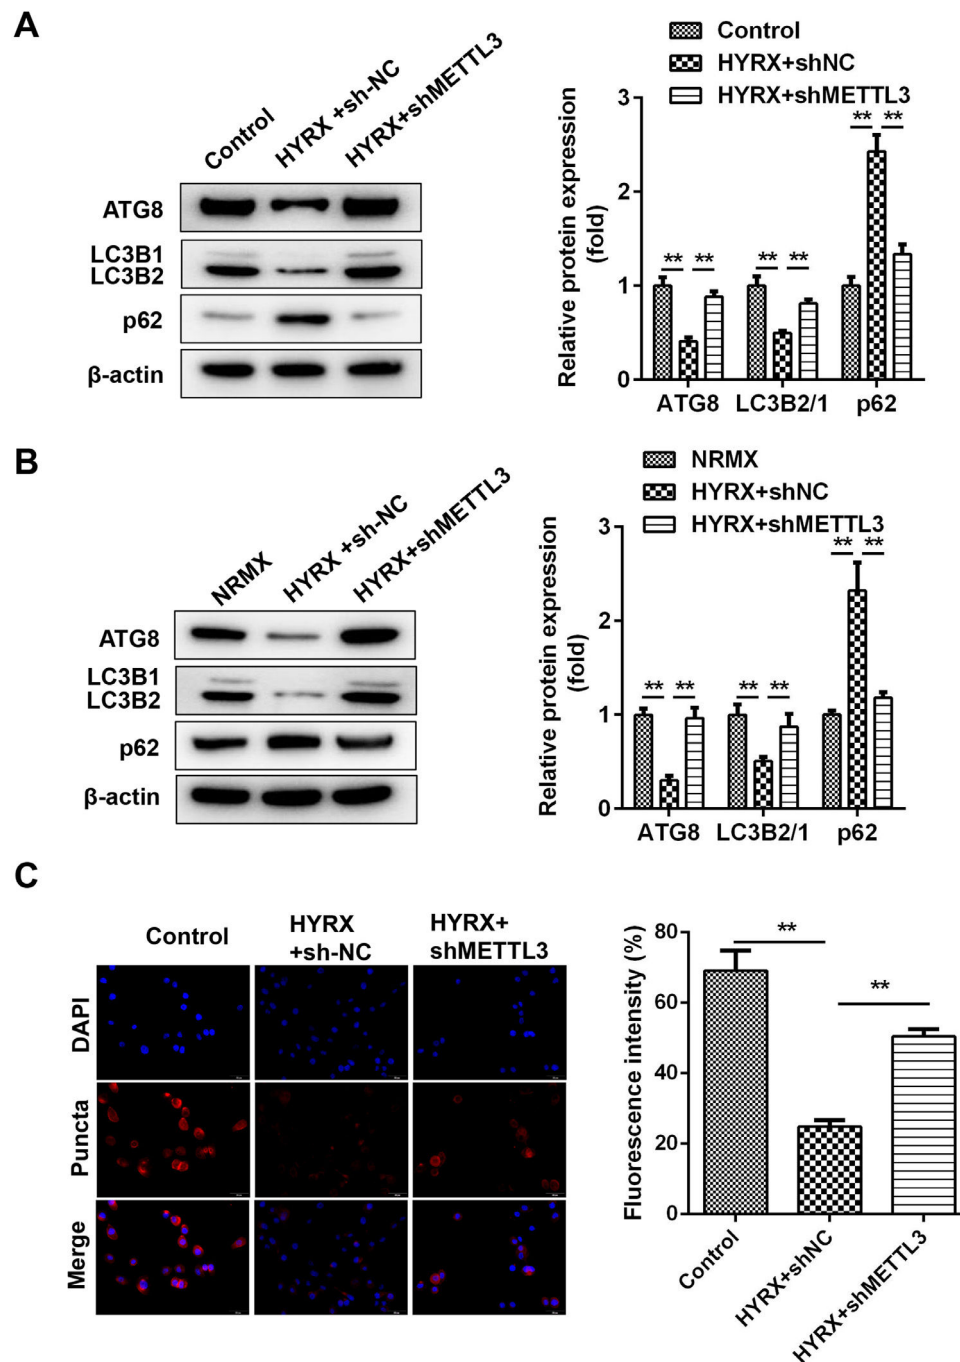 A
Control
HYRX +sh-NC
HYRX+shMETTL3
ATG8
LC3B1
LC3B2
p62
β-actin
Control
HYRX+shNC
HYRX+shMETTL3
Relative protein expression
(fold)
3
2
1
0
** ** ** ** ** **
ATG8 LC3B2/1 p62
B
NRMX
HYRX +sh-NC
HYRX+shMETTL3
ATG8
LC3B1
LC3B2
p62
β-actin
NRMX
HYRX+shNC
HYRX+shMETTL3
Relative protein expression
(fold)
3
2
1
0
** ** ** ** ** **
ATG8 LC3B2/1 p62
C
Control
HYRX
+sh-NC
HYRX+
shMETTL3
DAPI
Puncta
Merge
Fluorescence intensity (%)
80
60
40
20
0
**
**
Control
HYRX+shNC
HYRX+shMETTL3